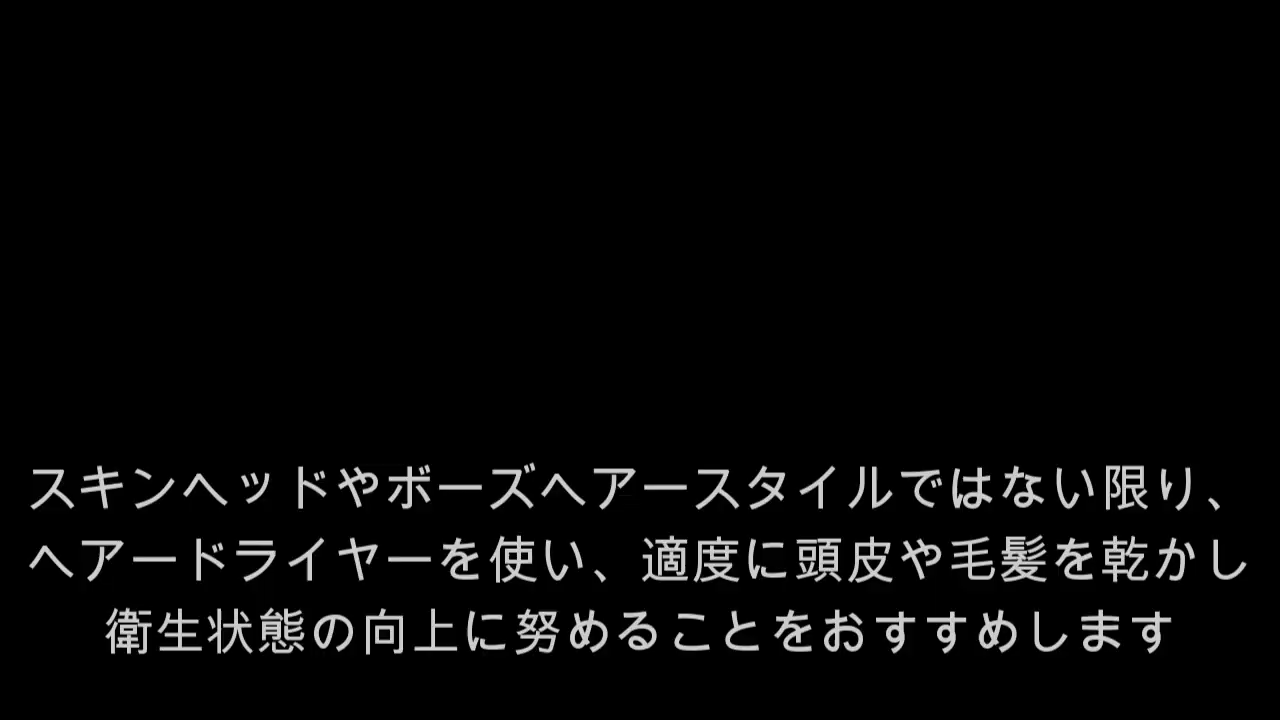 スキンヘッドやボーズヘアースタイルではない限り、
ヘアードライヤーを使い、適度に頭皮や毛髪を乾かし
衛生状態の向上に努めることをおすすめします